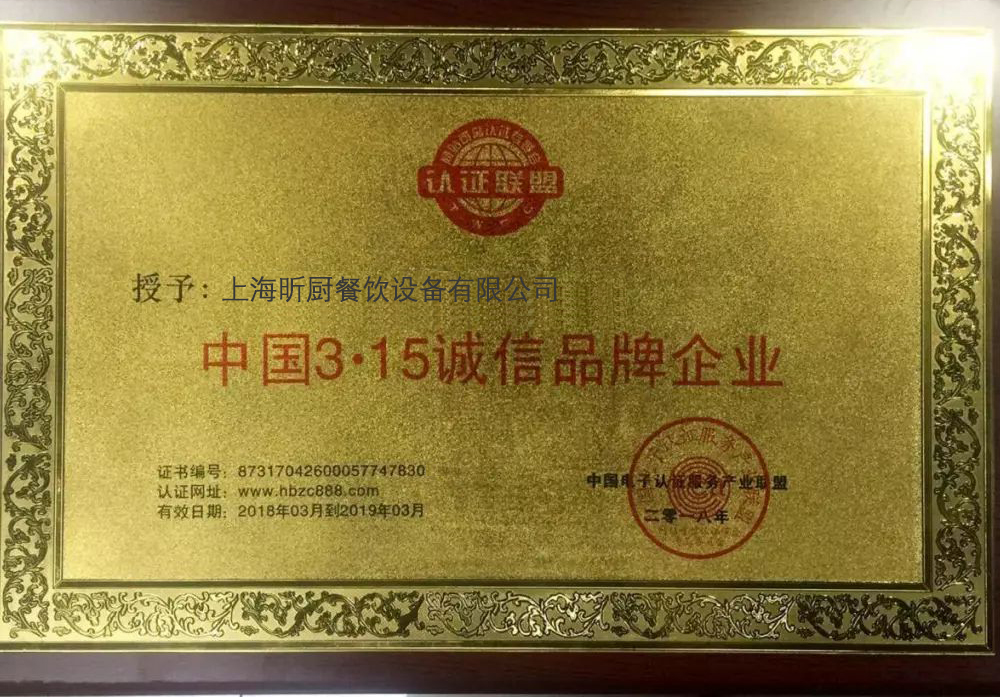 认证联盟
授予：上海昕厨餐饮设备有限公司
中国3·15诚信品牌企业
证书编号：87317042600057747830
认证网址：www.hbzc888.com
有效日期：2018年03月到2019年03月
中国电子认证服务产业联盟
二零一八年